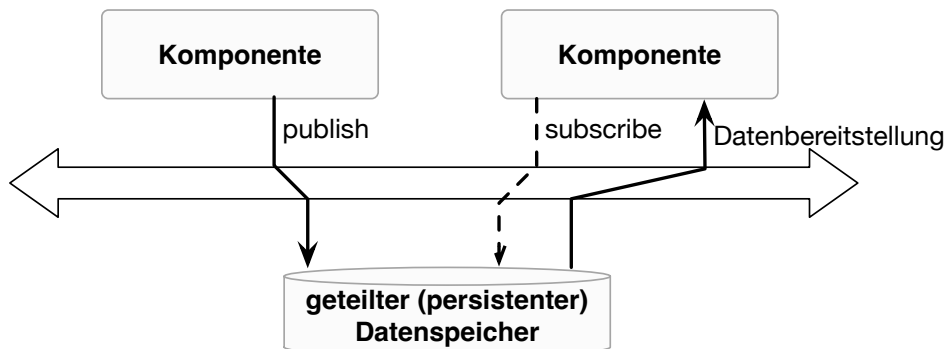 Komponente
Komponente
publish
subscribe
Datenbereitstellung
geteilter (persistenter)
Datenspeicher